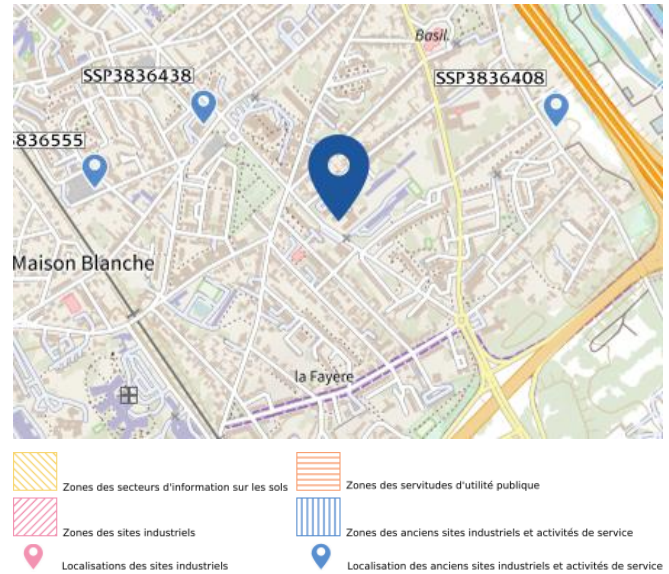 Basil.
SSP3836438
SSP3836408
3836555
Maison Blanche
la Fayère
Zones des secteurs d'information sur les sols
Zones des servitudes d'utilité publique
Zones des sites industriels
Zones des anciens sites industriels et activités de service
Localisations des sites industriels
Localisation des anciens sites industriels et activités de service